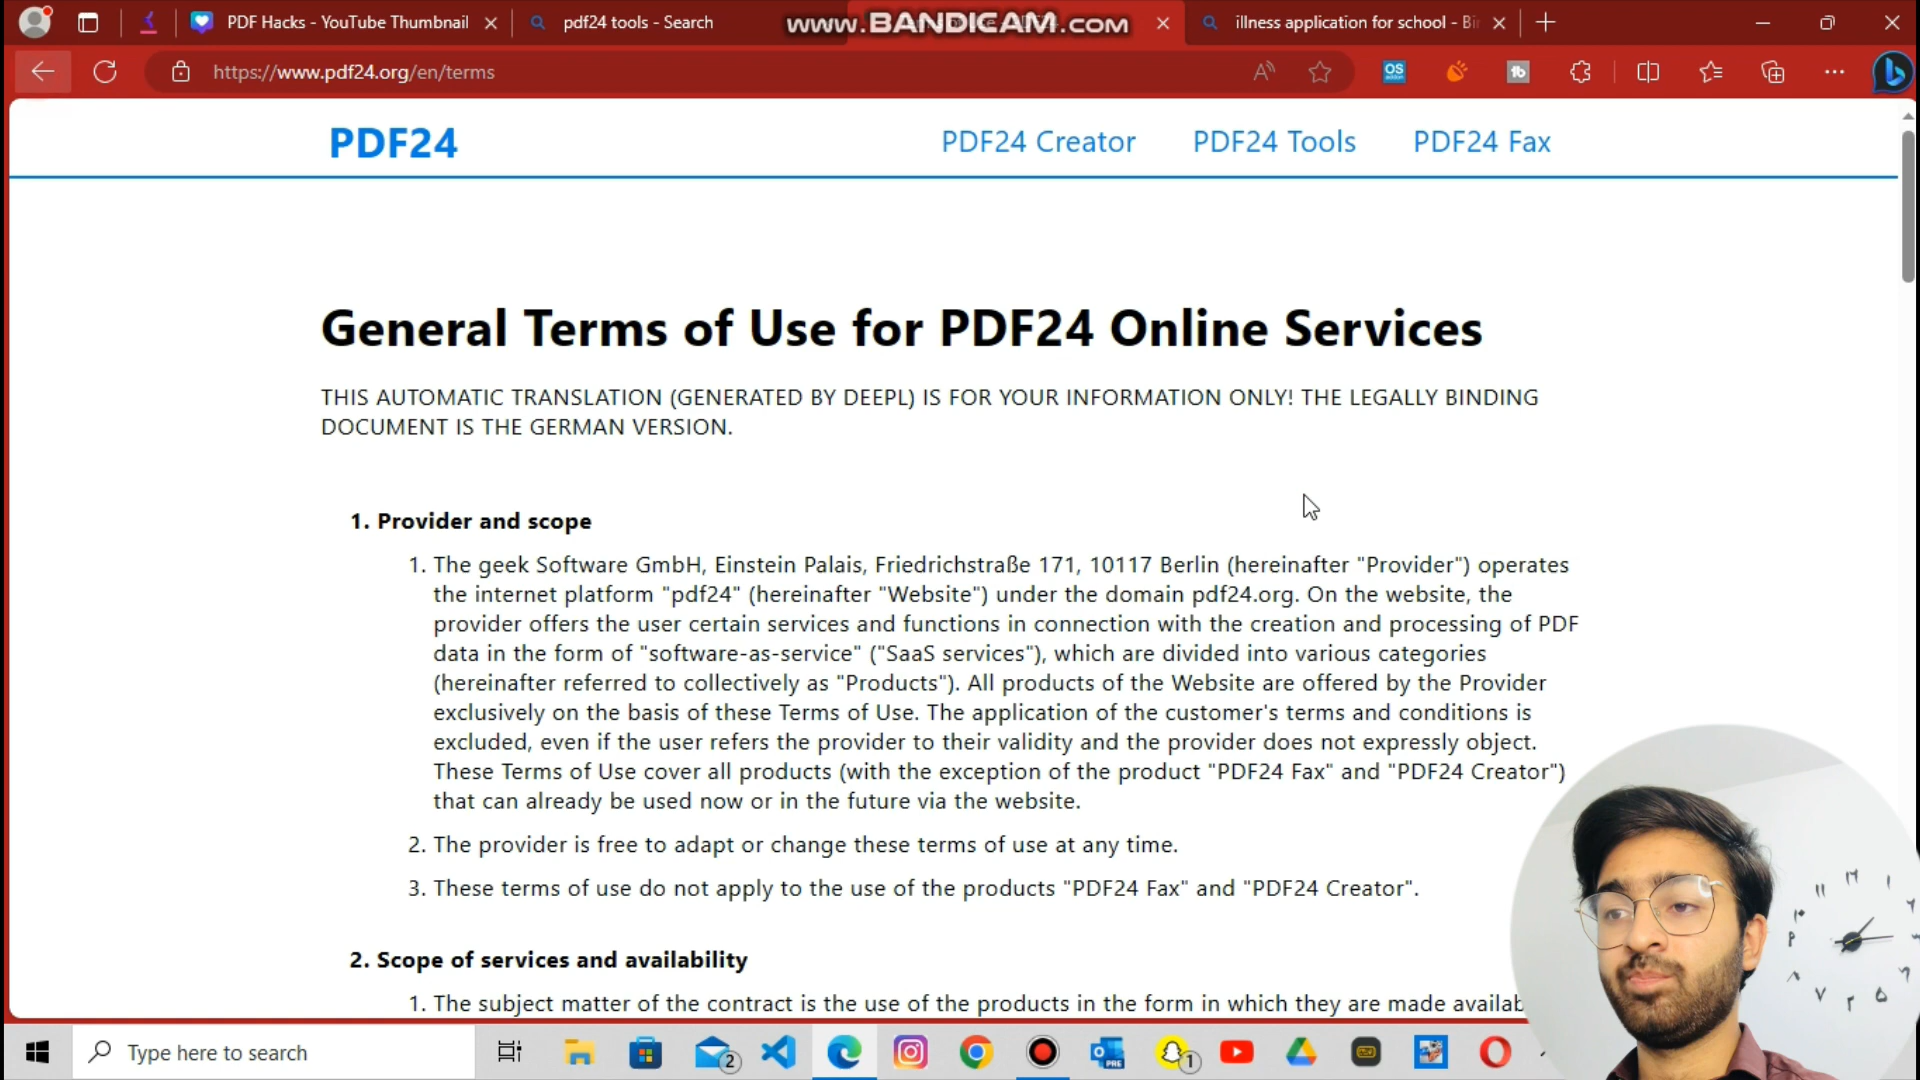 PDF Hacks - YouTube Thumbnail
pdf24 tools - Search
www.BANDICAM.com
illness application for school - Bi
https://www.pdf24.org/en/terms
PDF24
PDF24 Creator
PDF24 Tools
PDF24 Fax
General Terms of Use for PDF24 Online Services
THIS AUTOMATIC TRANSLATION (GENERATED BY DEEPL) IS FOR YOUR INFORMATION ONLY! THE LEGALLY BINDING
DOCUMENT IS THE GERMAN VERSION.
1. Provider and scope
1. The geek Software GmbH, Einstein Palais, Friedrichstraße 171, 10117 Berlin (hereinafter "Provider") operates
the internet platform "pdf24" (hereinafter "Website") under the domain pdf24.org. On the website, the
provider offers the user certain services and functions in connection with the creation and processing of PDF
data in the form of "software-as-service" ("SaaS services"), which are divided into various categories
(hereinafter referred to collectively as "Products"). All products of the Website are offered by the Provider
exclusively on the basis of these Terms of Use. The application of the customer's terms and conditions is
excluded, even if the user refers the provider to their validity and the provider does not expressly object.
These Terms of Use cover all products (with the exception of the product "PDF24 Fax" and "PDF24 Creator")
that can already be used now or in the future via the website.
2. The provider is free to adapt or change these terms of use at any time.
3. These terms of use do not apply to the use of the products "PDF24 Fax" and "PDF24 Creator".
2. Scope of services and availability
1. The subject matter of the contract is the use of the products in the form in which they are made availab
Type here to search
2
PRE
1